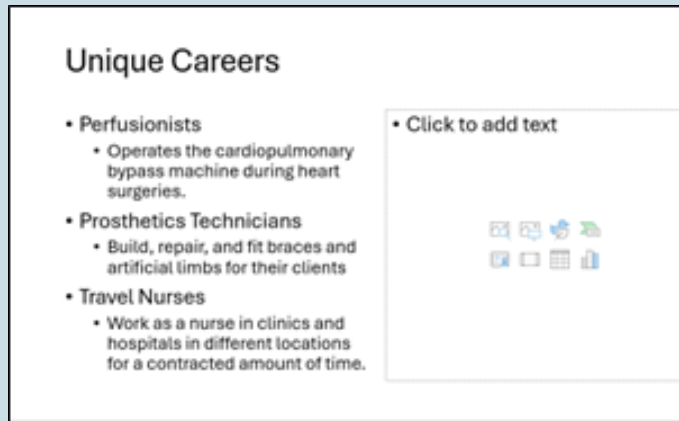 Unique Careers
• Perfusionists
• Operates the cardiopulmonary
bypass machine during heart
surgeries.
• Prosthetics Technicians
• Build, repair, and fit braces and
artificial limbs for their clients
• Travel Nurses
• Work as a nurse in clinics and
hospitals in different locations
for a contracted amount of time.
• Click to add text